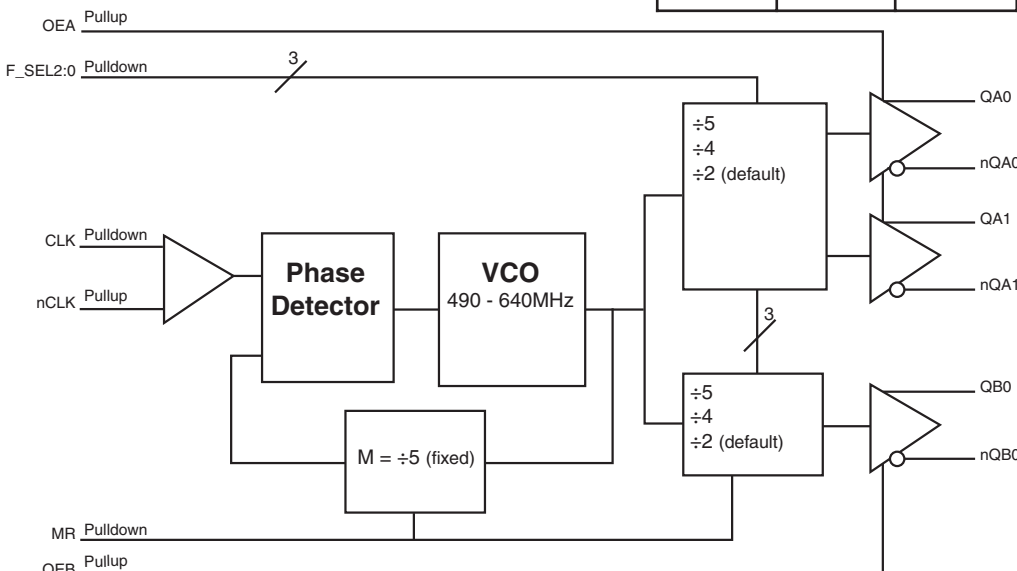 OEA Pullup
F_SEL2:0 Pulldown
3
QA0
÷5
÷4
÷2 (default)
nQA0
QA1
CLK Pulldown
Phase
Detector
VCO
490 - 640MHz
nCLK Pullup
nQA1
3
÷5
÷4
÷2 (default)
QB0
M = ÷5 (fixed)
nQB0
MR Pulldown
OEB Pullup